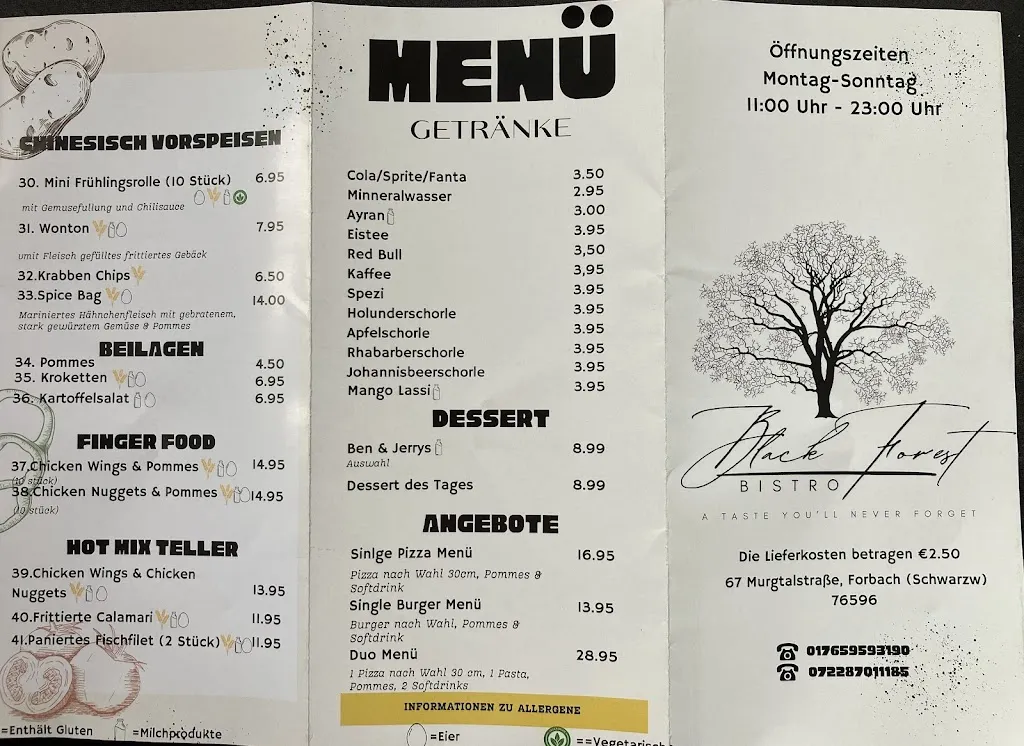 CHINESISCH VORSPEISEN
30. Mini Frühlingsrolle (10 Stück) 6.95
mit Gemusefullung und Chilisauce
31. Wonton 7.95
umit Fleisch gefülltes frittiertes Gebäck
32.Krabben Chips 6.50
33.Spice Bag 14.00
Mariniertes Hähnchenfleisch mit gebratenem,
stark gewürztem Gemüse & Pommes
BEILAGEN
34. Pommes 4.50
35. Kroketten 6.95
36. Kartoffelsalat 6.95
FINGER FOOD
37.Chicken Wings & Pommes 14.95
(10 stück)
38.Chicken Nuggets & Pommes 14.95
(10 stück)
HOT MIX TELLER
39.Chicken Wings & Chicken
Nuggets 13.95
40.Frittierte Calamari 11.95
41.Paniertes Fischfilet (2 Stück) 11.95
=Enthält Gluten =Milchprodukte
MENÜ
GETRÄNKE
Cola/Sprite/Fanta 3.50
Minneralwasser 2.95
Ayran 3.00
Eistee 3.95
Red Bull 3,50
Kaffee 3,95
Spezi 3.95
Holunderschorle 3.95
Apfelschorle 3.95
Rhabarberschorle 3.95
Johannisbeerschorle 3.95
Mango Lassi 3.95
DESSERT
Ben & Jerrys 8.99
Auswahl
Dessert des Tages 8.99
ANGEBOTE
Sinlge Pizza Menü 16.95
Pizza nach Wahl 30cm, Pommes &
Softdrink
Single Burger Menü 13.95
Burger nach Wahl, Pommes &
Softdrink
Duo Menü 28.95
1 Pizza nach Wahl 30 cm, 1 Pasta,
Pommes, 2 Softdrinks
INFORMATIONEN ZU ALLERGENE
=Eier ==Vegetarisch
Öffnungszeiten
Montag-Sonntag
11:00 Uhr - 23:00 Uhr
Black Forest
BISTRO
A TASTE YOU'LL NEVER FORGET
Die Lieferkosten betragen €2.50
67 Murgtalstraße, Forbach (Schwarzw)
76596
017659593190
072287011185